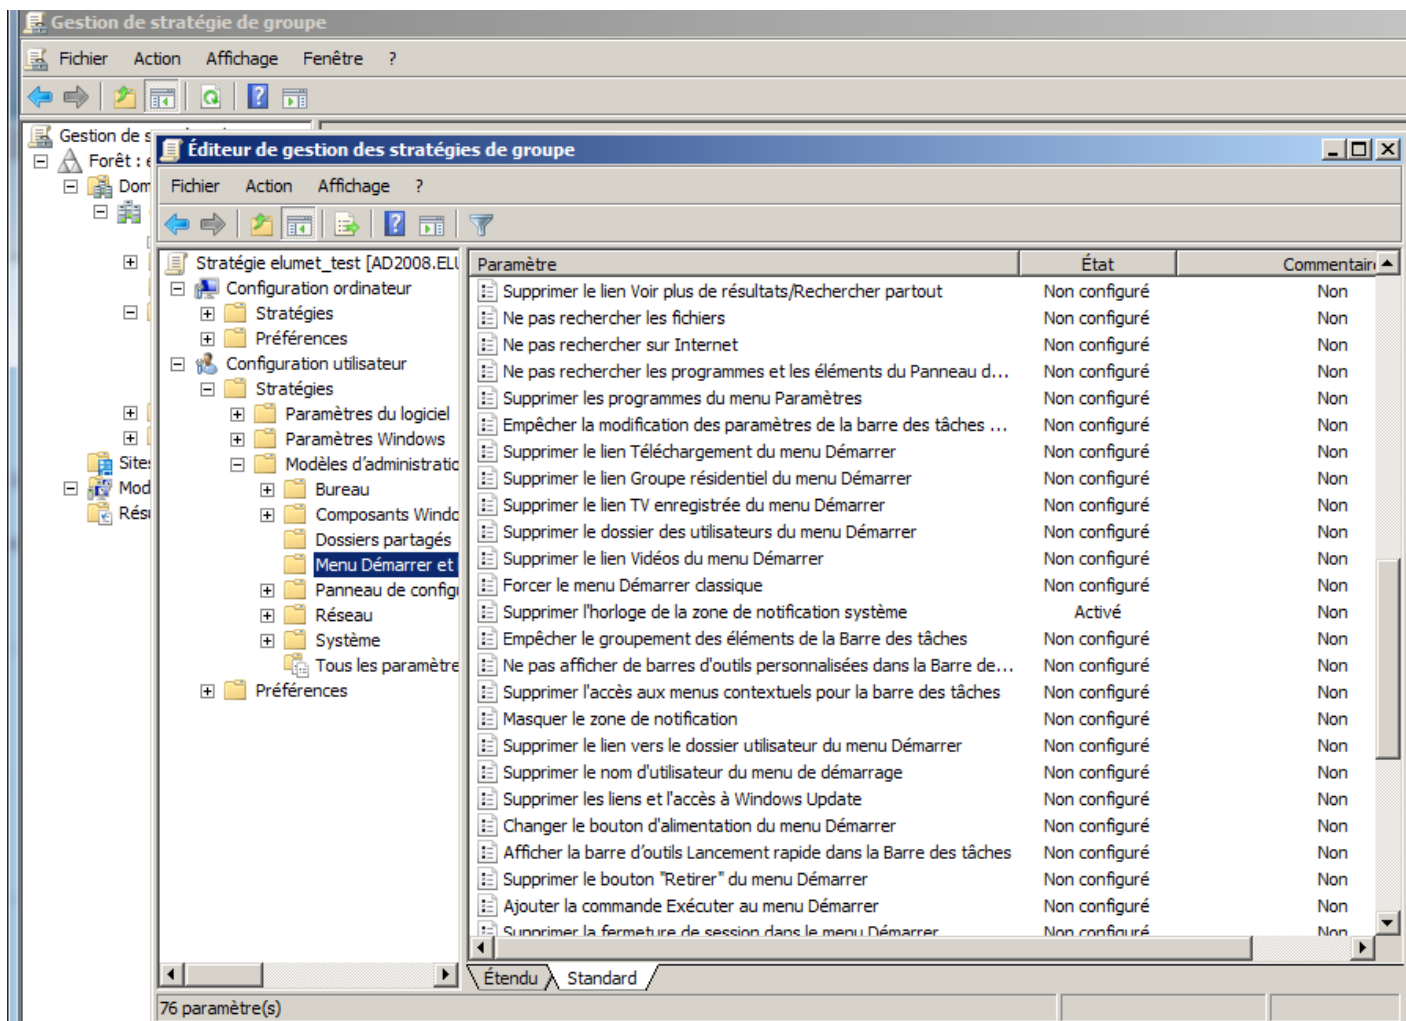 Gestion de stratégie de groupe
Fichier Action Affichage Fenêtre ?
Gestion de s
Forêt : e
Dom
Sites
Mod
Résu
Éditeur de gestion des stratégies de groupe
Fichier Action Affichage ?
Stratégie elumet_test [AD2008.ELU
Configuration ordinateur
Stratégies
Préférences
Configuration utilisateur
Stratégies
Paramètres du logiciel
Paramètres Windows
Modèles d'administratio
Bureau
Composants Windo
Dossiers partagés
Menu Démarrer et
Panneau de configu
Réseau
Système
Tous les paramètre
Préférences
Paramètre État Commentaire
Supprimer le lien Voir plus de résultats/Rechercher partout Non configuré Non
Ne pas rechercher les fichiers Non configuré Non
Ne pas rechercher sur Internet Non configuré Non
Ne pas rechercher les programmes et les éléments du Panneau d... Non configuré Non
Supprimer les programmes du menu Paramètres Non configuré Non
Empêcher la modification des paramètres de la barre des tâches ... Non configuré Non
Supprimer le lien Téléchargement du menu Démarrer Non configuré Non
Supprimer le lien Groupe résidentiel du menu Démarrer Non configuré Non
Supprimer le lien TV enregistrée du menu Démarrer Non configuré Non
Supprimer le dossier des utilisateurs du menu Démarrer Non configuré Non
Supprimer le lien Vidéos du menu Démarrer Non configuré Non
Forcer le menu Démarrer classique Non configuré Non
Supprimer l'horloge de la zone de notification système Activé Non
Empêcher le groupement des éléments de la Barre des tâches Non configuré Non
Ne pas afficher de barres d'outils personnalisées dans la Barre de... Non configuré Non
Supprimer l'accès aux menus contextuels pour la barre des tâches Non configuré Non
Masquer le zone de notification Non configuré Non
Supprimer le lien vers le dossier utilisateur du menu Démarrer Non configuré Non
Supprimer le nom d'utilisateur du menu de démarrage Non configuré Non
Supprimer les liens et l'accès à Windows Update Non configuré Non
Changer le bouton d'alimentation du menu Démarrer Non configuré Non
Afficher la barre d'outils Lancement rapide dans la Barre des tâches Non configuré Non
Supprimer le bouton "Retirer" du menu Démarrer Non configuré Non
Ajouter la commande Exécuter au menu Démarrer Non configuré Non
Supprimer la fermeture de session dans le menu Démarrer Non configuré Non
Étendu Standard
76 paramètre(s)